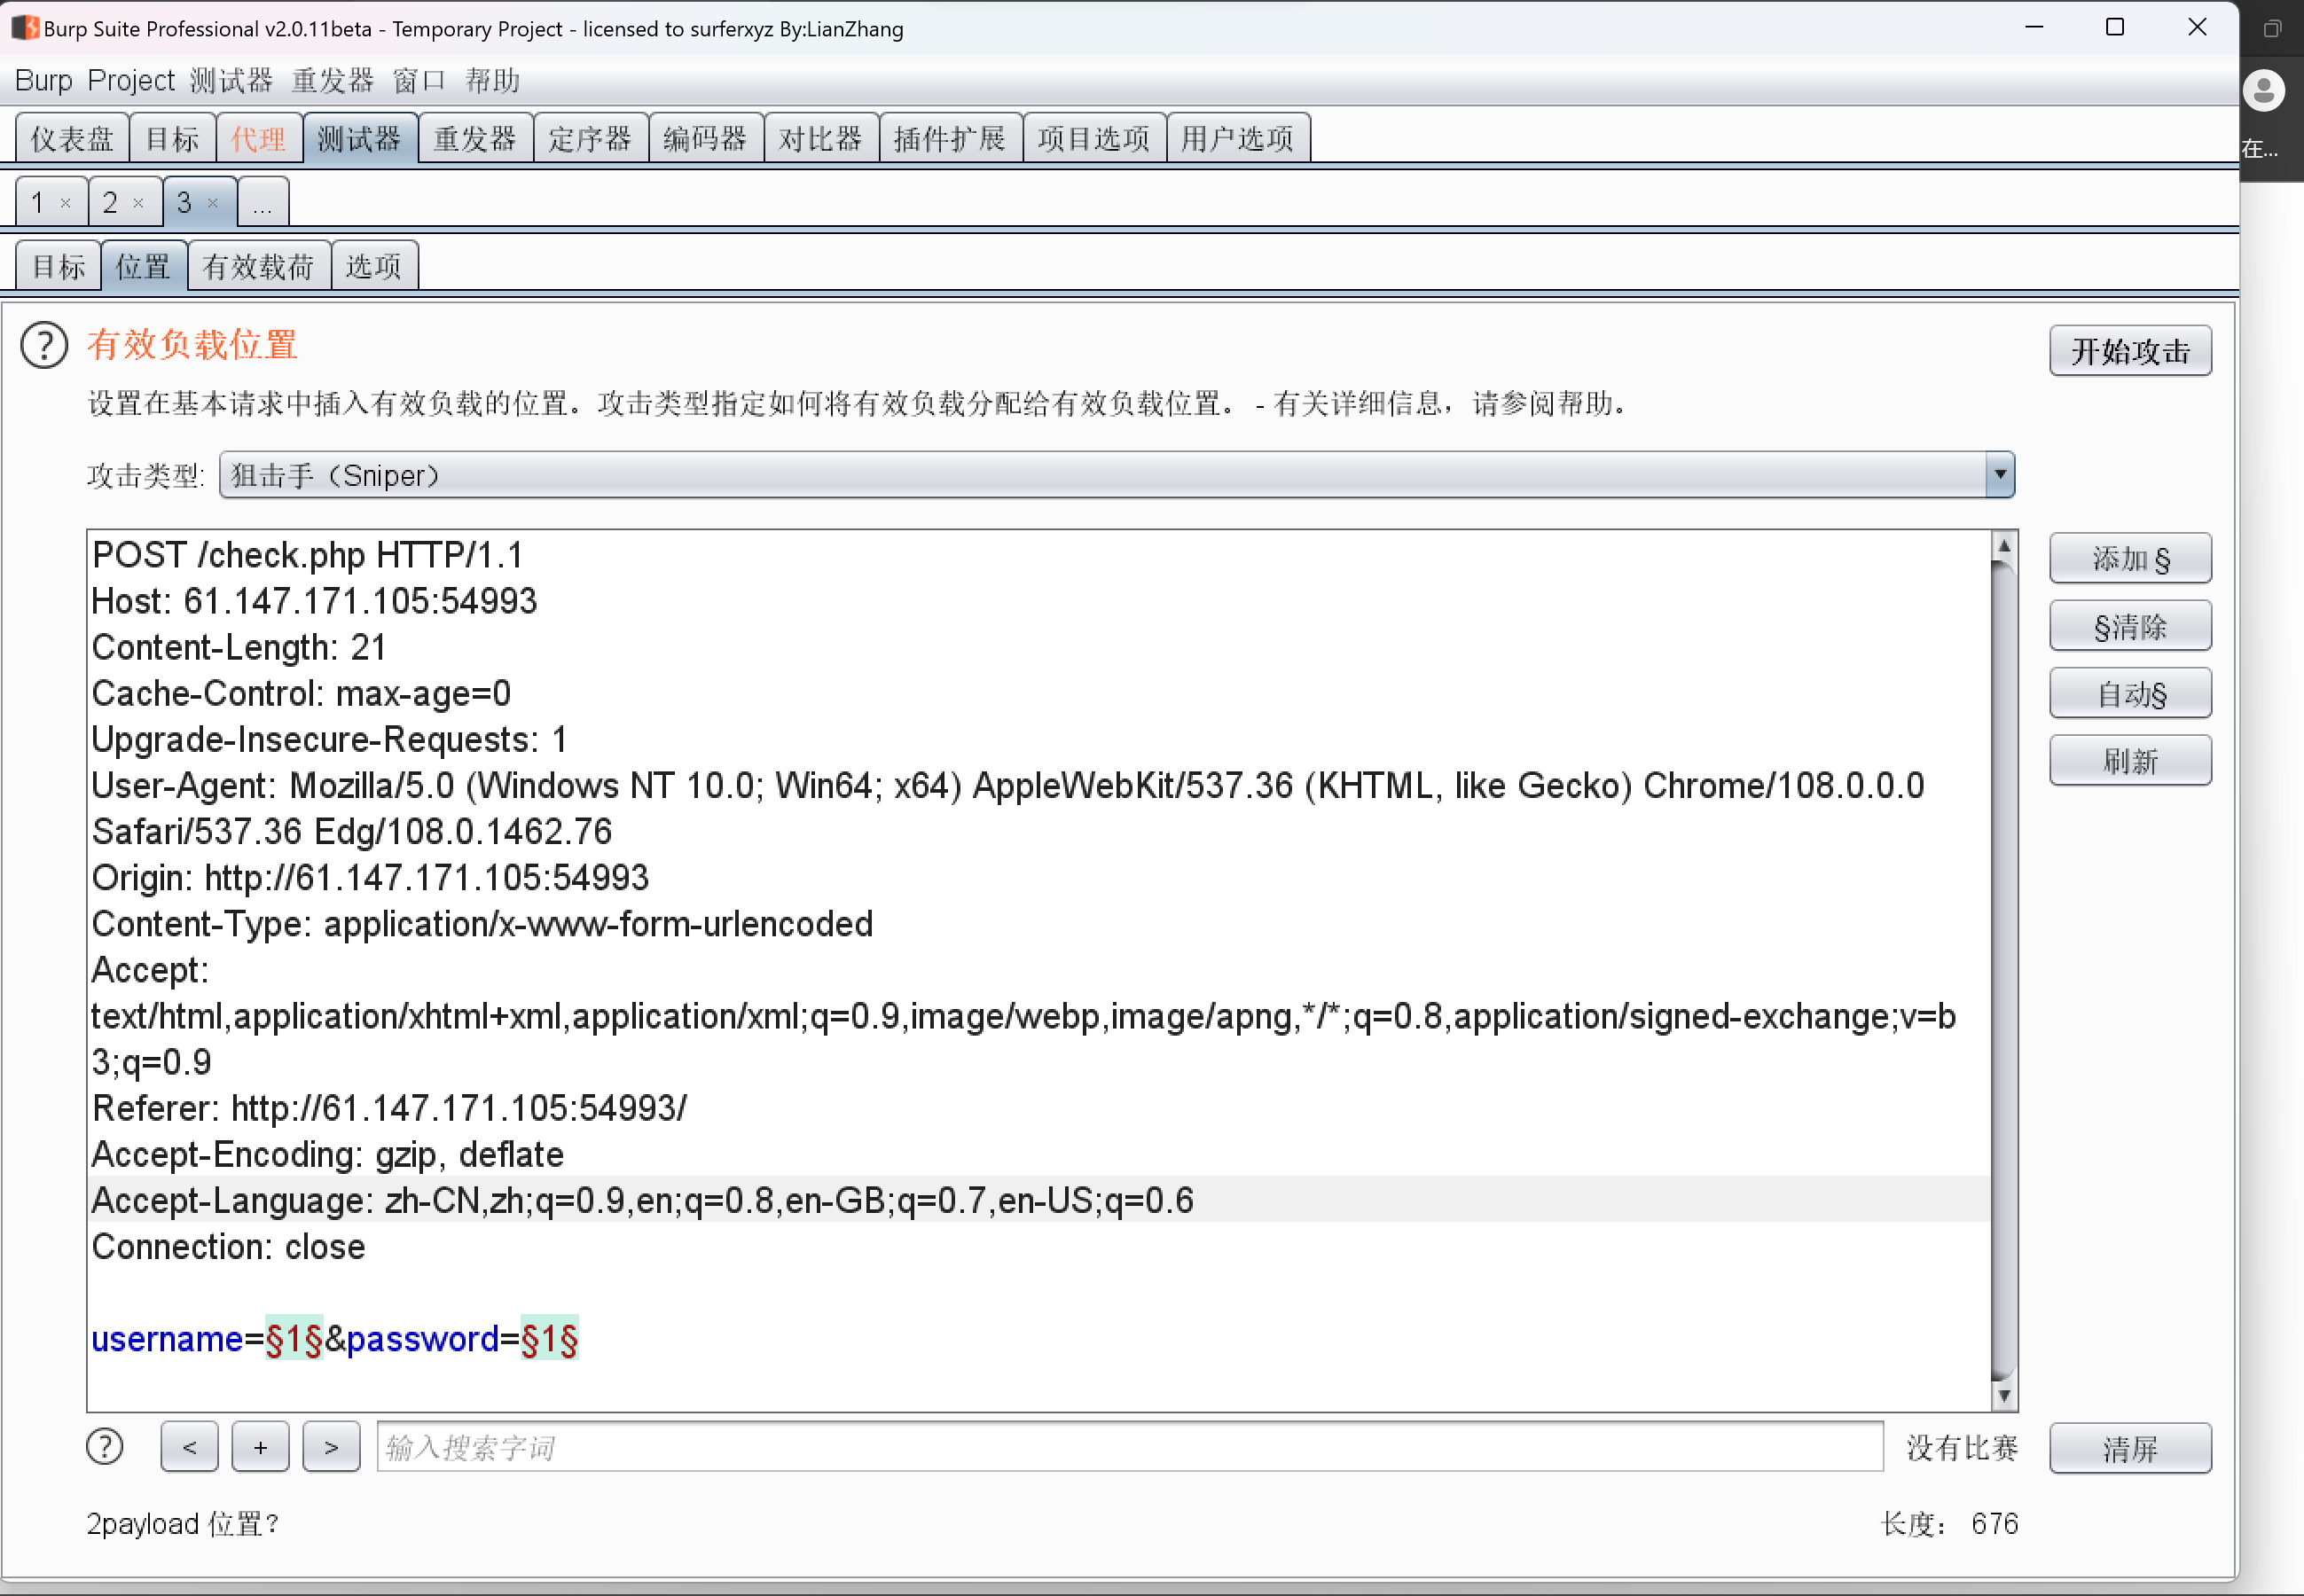 Burp Suite Professional v2.0.11beta - Temporary Project - licensed to surferxyz By:LianZhang
Burp Project 测试器 重发器 窗口 帮助
仪表盘 目标 代理 测试器 重发器 定序器 编码器 对比器 插件扩展 项目选项 用户选项
在...
1 × 2 × 3 × ...
目标 位置 有效载荷 选项
? 有效负载位置
开始攻击
设置在基本请求中插入有效负载的位置。攻击类型指定如何将有效负载分配给有效负载位置。 - 有关详细信息，请参阅帮助。
攻击类型: 狙击手（Sniper）
POST /check.php HTTP/1.1
Host: 61.147.171.105:54993
Content-Length: 21
Cache-Control: max-age=0
Upgrade-Insecure-Requests: 1
User-Agent: Mozilla/5.0 (Windows NT 10.0; Win64; x64) AppleWebKit/537.36 (KHTML, like Gecko) Chrome/108.0.0.0
Safari/537.36 Edg/108.0.1462.76
Origin: http://61.147.171.105:54993
Content-Type: application/x-www-form-urlencoded
Accept:
text/html,application/xhtml+xml,application/xml;q=0.9,image/webp,image/apng,*/*;q=0.8,application/signed-exchange;v=b
3;q=0.9
Referer: http://61.147.171.105:54993/
Accept-Encoding: gzip, deflate
Accept-Language: zh-CN,zh;q=0.9,en;q=0.8,en-GB;q=0.7,en-US;q=0.6
Connection: close
username=§1§&password=§1§
添加 §
§清除
自动§
刷新
? < + > 输入搜索字词 没有比赛 清屏
2payload 位置?
长度： 676